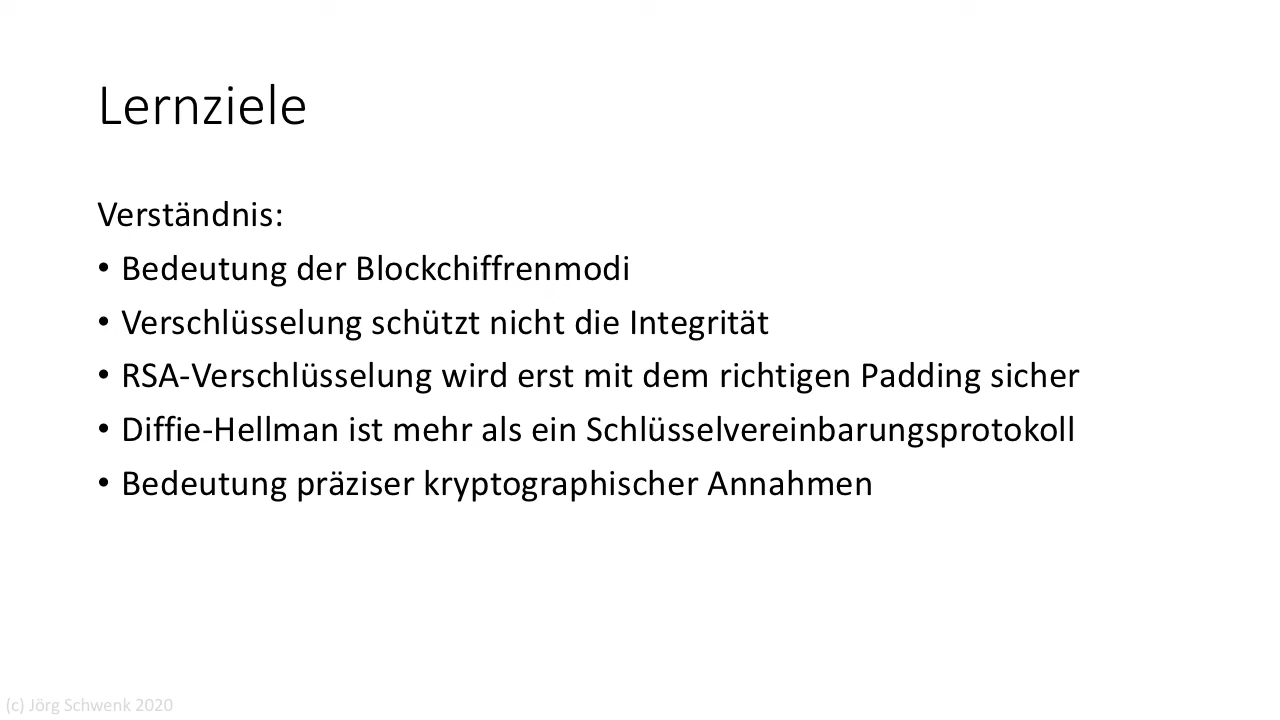 Lernziele
Verständnis:
• Bedeutung der Blockchiffrenmodi
• Verschlüsselung schützt nicht die Integrität
• RSA-Verschlüsselung wird erst mit dem richtigen Padding sicher
• Diffie-Hellman ist mehr als ein Schlüsselvereinbarungsprotokoll
• Bedeutung präziser kryptographischer Annahmen
(c) Jörg Schwenk 2020